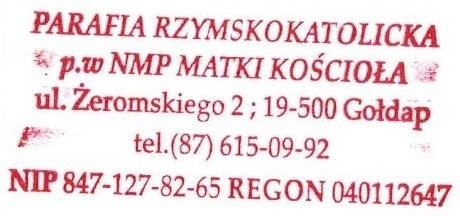 PARAFIA RZYMSKOKATOLICKA
p.w NMP MATKI KOŚCIOŁA
ul. Żeromskiego 2 ; 19-500 Gołdap
tel.(87) 615-09-92
NIP 847-127-82-65 REGON 040112647